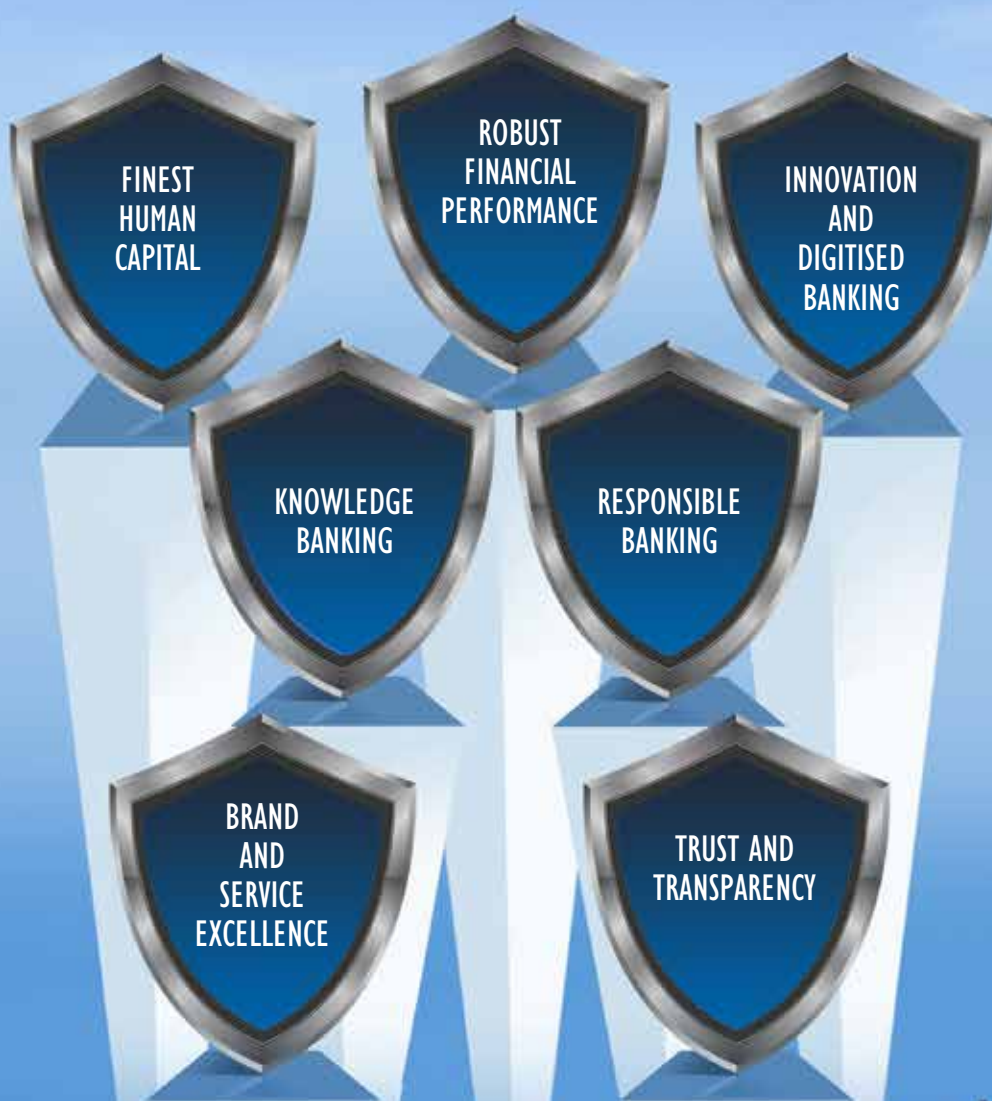 FINEST
HUMAN
CAPITAL
ROBUST
FINANCIAL
PERFORMANCE
INNOVATION
AND
DIGITISED
BANKING
KNOWLEDGE
BANKING
RESPONSIBLE
BANKING
BRAND
AND
SERVICE
EXCELLENCE
TRUST AND
TRANSPARENCY